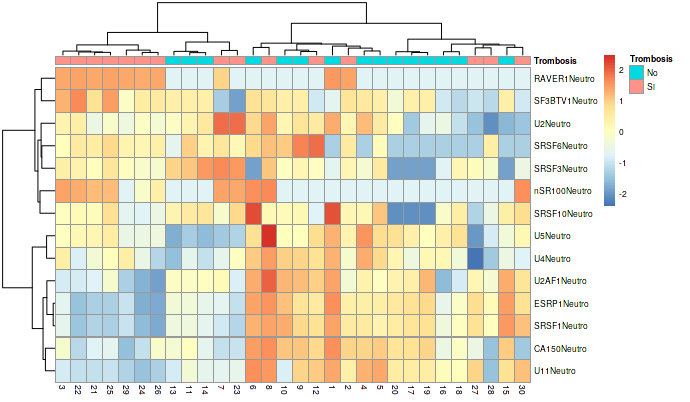 Trombosis
RAVER1Neutro
SF3BTV1Neutro
U2Neutro
SRSF6Neutro
SRSF3Neutro
nSR100Neutro
SRSF10Neutro
U5Neutro
U4Neutro
U2AF1Neutro
ESRP1Neutro
SRSF1Neutro
CA150Neutro
U11Neutro
3 22 21 25 29 24 26 13 11 14 7 23 6 8 10 9 12 1 2 4 5 20 17 19 16 18 27 28 15 30
2
1
0
-1
-2
Trombosis
No
SI